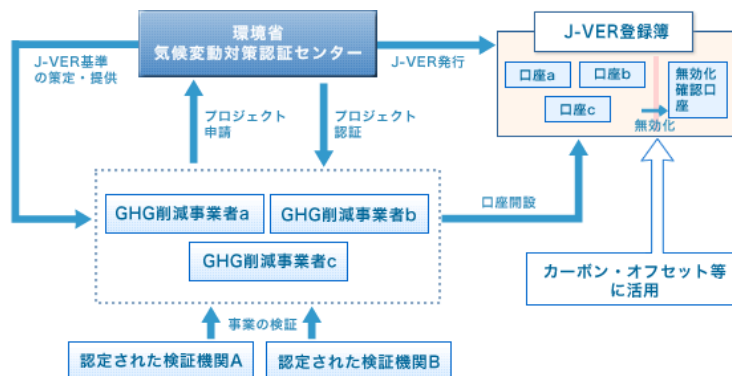 環境省
気候変動対策認証センター
J-VER基準
の策定・提供
J-VER発行
J-VER登録簿
口座a
口座b
口座c
無効化
確認口
座
無効化
プロジェクト
申請
プロジェクト
認証
GHG削減事業者a
GHG削減事業者b
GHG削減事業者c
口座開設
カーボン・オフセット等
に活用
事業の検証
認定された検証機関A
認定された検証機関B